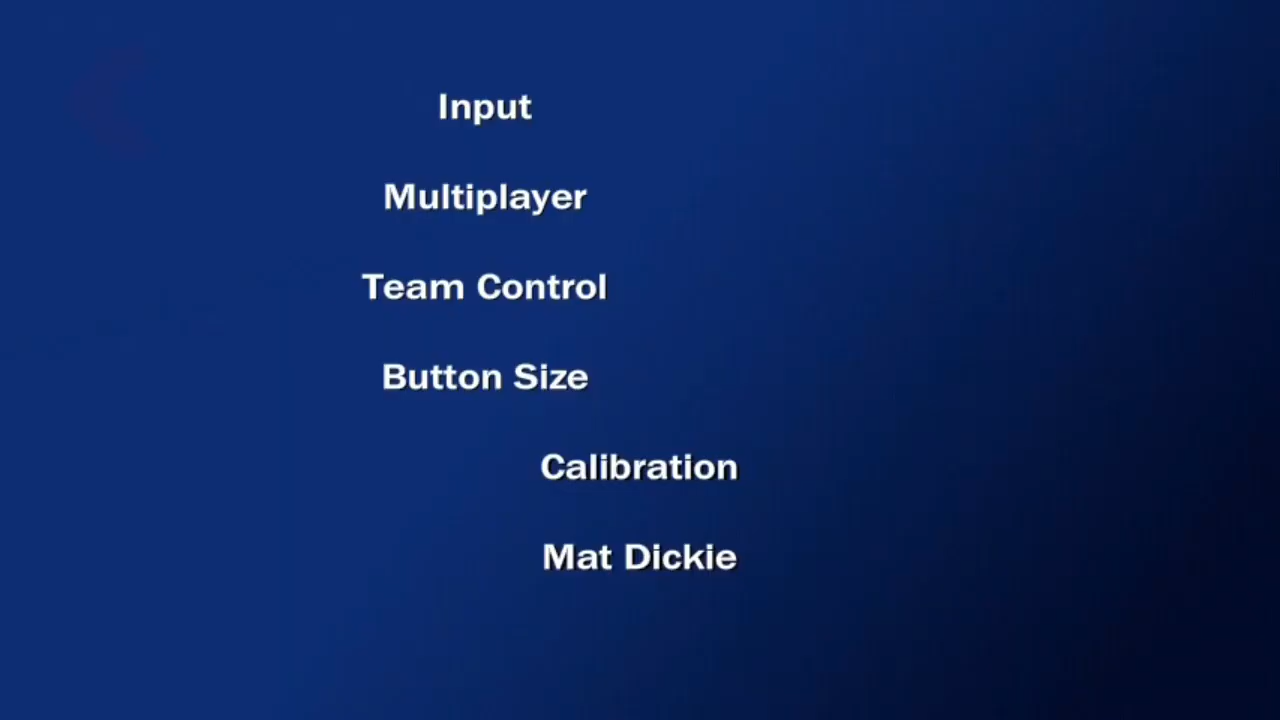 Input
Multiplayer
Team Control
Button Size
Calibration
Mat Dickie